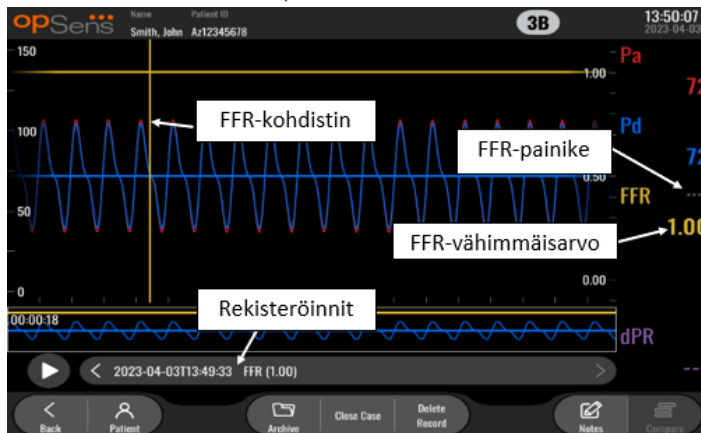 opSens
Name
Smith, John
Patient ID
Az12345678
3B
13:50:07
2023-04-03
150
100
50
0
1.00
0.50
0.00
Pa
72
Pd
72
FFR
---
1.00
dPR
--
FFR-kohdistin
FFR-painike
FFR-vähimmäisarvo
Rekisteröinnit
00:00:18
2023-04-03T13:49:33 FFR (1.00)
Back
Patient
Archive
Close Case
Delete
Record
Notes
Compare